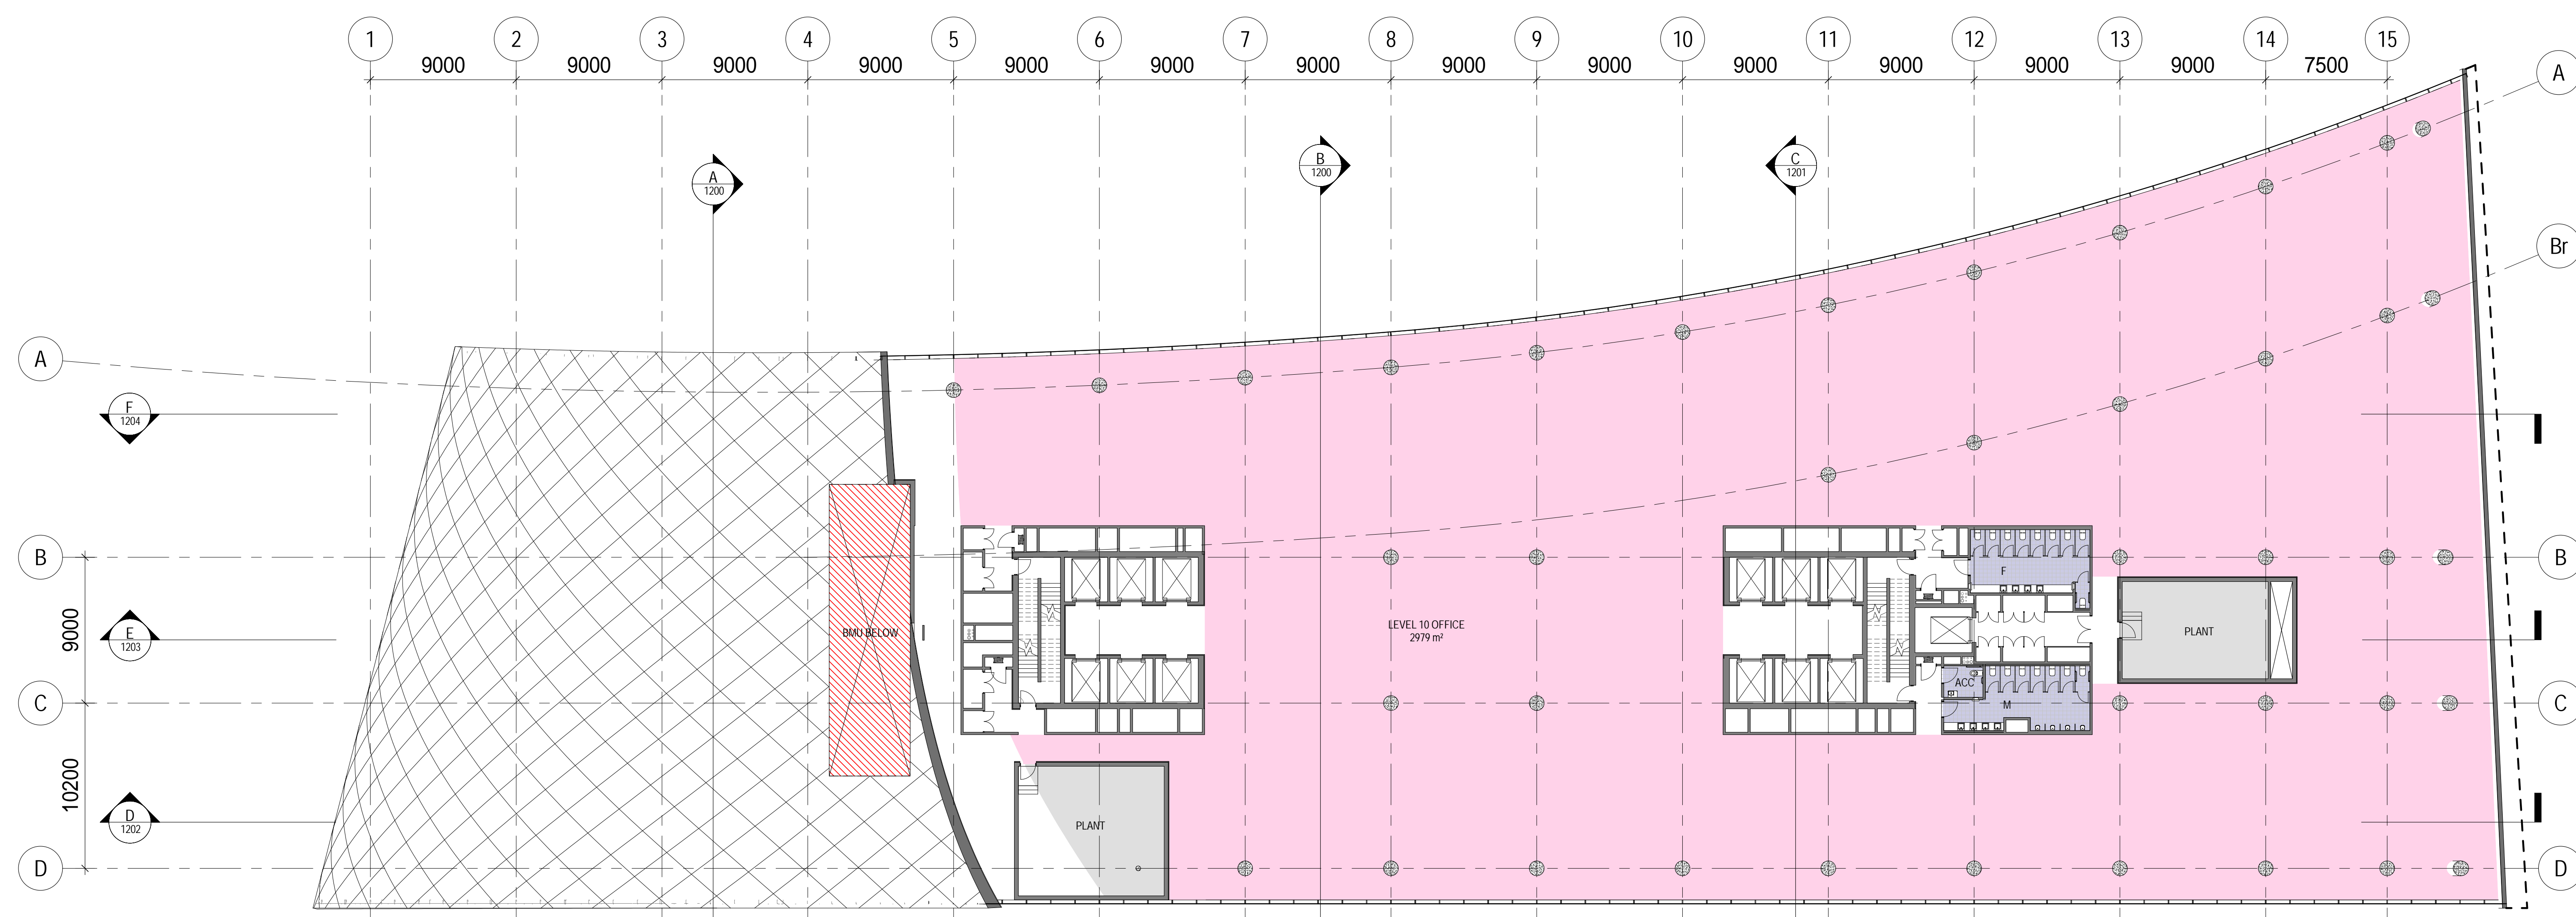 1 2 3 4 5 6 7 8 9 10 11 12 13 14 15
9000 9000 9000 9000 9000 9000 9000 9000 9000 9000 9000 9000 9000 7500
A
Br
A
1200
B
1200
C
1201
A
F
1204
B
B
9000
E
1203
BMU BELOW
LEVEL 10 OFFICE
2979 m²
F
PLANT
ACC
M
C
C
10200
D
1202
PLANT
D
D